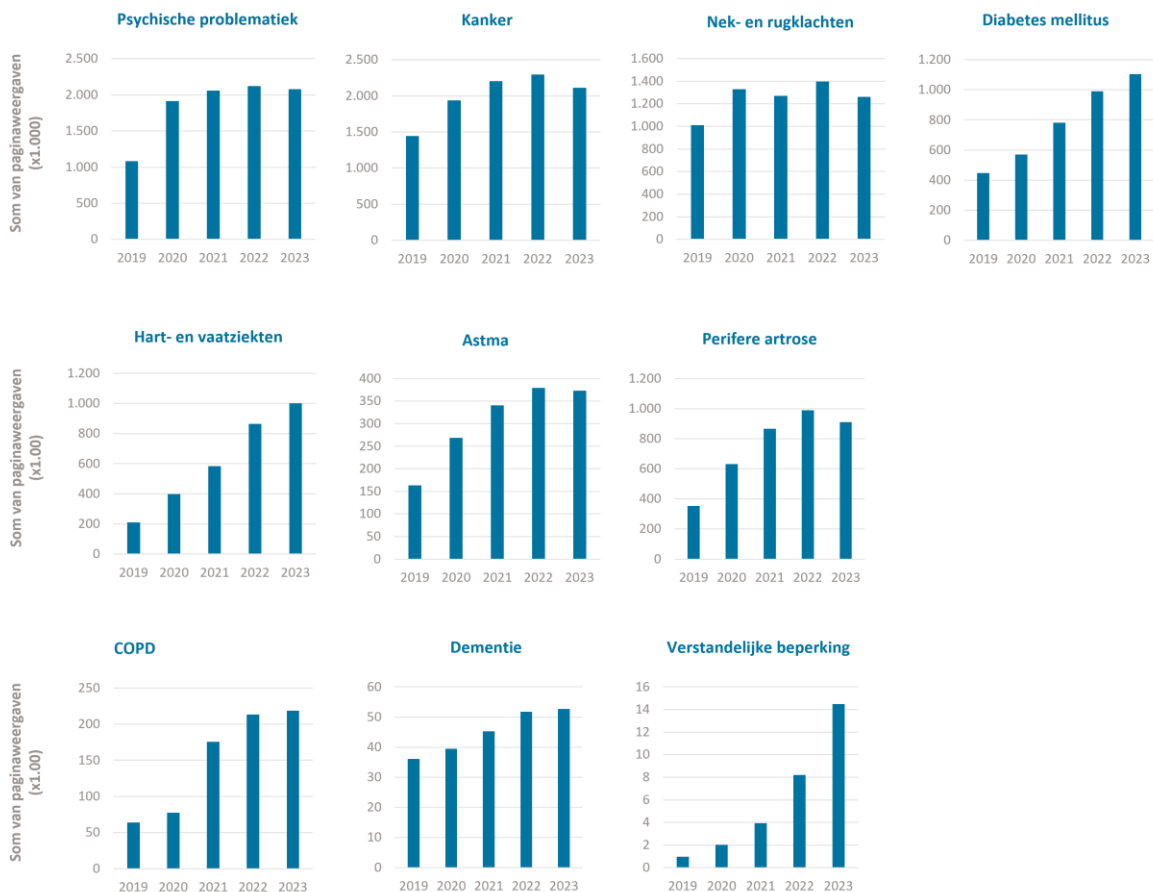 Psychische problematiek
Som van paginaweergaven
(x1.000)
2.500
2.000
1.500
1.000
500
0
2019 2020 2021 2022 2023
Kanker
2.500
2.000
1.500
1.000
500
0
2019 2020 2021 2022 2023
Nek- en rugklachten
1.600
1.400
1.200
1.000
800
600
400
200
0
2019 2020 2021 2022 2023
Diabetes mellitus
1.200
1.000
800
600
400
200
0
2019 2020 2021 2022 2023
Hart- en vaatziekten
Som van paginaweergaven
(x1.00)
1.200
1.000
800
600
400
200
0
2019 2020 2021 2022 2023
Astma
400
350
300
250
200
150
100
50
0
2019 2020 2021 2022 2023
Perifere artrose
1.200
1.000
800
600
400
200
0
2019 2020 2021 2022 2023
COPD
Som van paginaweergaven
(x1.00)
250
200
150
100
50
0
2019 2020 2021 2022 2023
Dementie
60
50
40
30
20
10
0
2019 2020 2021 2022 2023
Verstandelijke beperking
16
14
12
10
8
6
4
2
0
2019 2020 2021 2022 2023